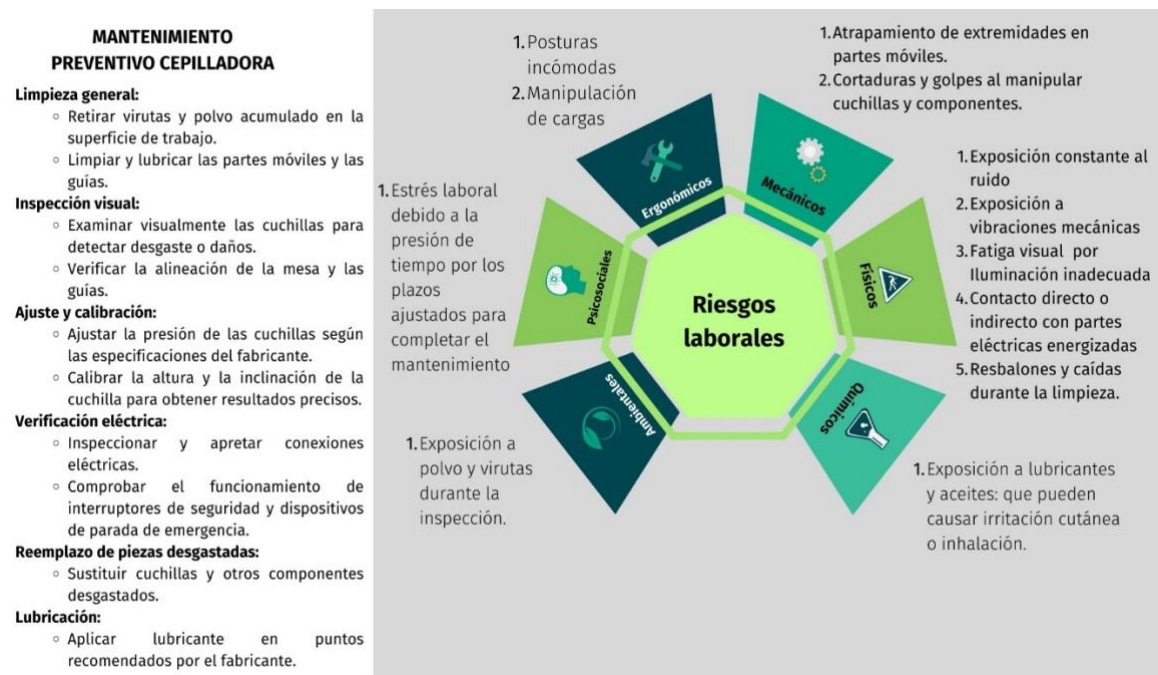 MANTENIMIENTO
PREVENTIVO CEPILLADORA
Limpieza general:
◦ Retirar virutas y polvo acumulado en la
superficie de trabajo.
◦ Limpiar y lubricar las partes móviles y las
guías.
Inspección visual:
◦ Examinar visualmente las cuchillas para
detectar desgaste o daños.
◦ Verificar la alineación de la mesa y las
guías.
Ajuste y calibración:
◦ Ajustar la presión de las cuchillas según
las especificaciones del fabricante.
◦ Calibrar la altura y la inclinación de la
cuchilla para obtener resultados precisos.
Verificación eléctrica:
◦ Inspeccionar y apretar conexiones
eléctricas.
◦ Comprobar el funcionamiento de
interruptores de seguridad y dispositivos
de parada de emergencia.
Reemplazo de piezas desgastadas:
◦ Sustituir cuchillas y otros componentes
desgastados.
Lubricación:
◦ Aplicar lubricante en puntos
recomendados por el fabricante.
Riesgos
laborales
Ergonómicos
1. Posturas
incómodas
2. Manipulación
de cargas
Mecánicos
1. Atrapamiento de extremidades en
partes móviles.
2. Cortaduras y golpes al manipular
cuchillas y componentes.
Físicos
1. Exposición constante al
ruido
2. Exposición a
vibraciones mecánicas
3. Fatiga visual por
Iluminación inadecuada
4. Contacto directo o
indirecto con partes
eléctricas energizadas
5. Resbalones y caídas
durante la limpieza.
Químicos
1. Exposición a lubricantes
y aceites: que pueden
causar irritación cutánea
o inhalación.
Ambientales
1. Exposición a
polvo y virutas
durante la
inspección.
Psicosociales
1. Estrés laboral
debido a la
presión de
tiempo por los
plazos
ajustados para
completar el
mantenimiento